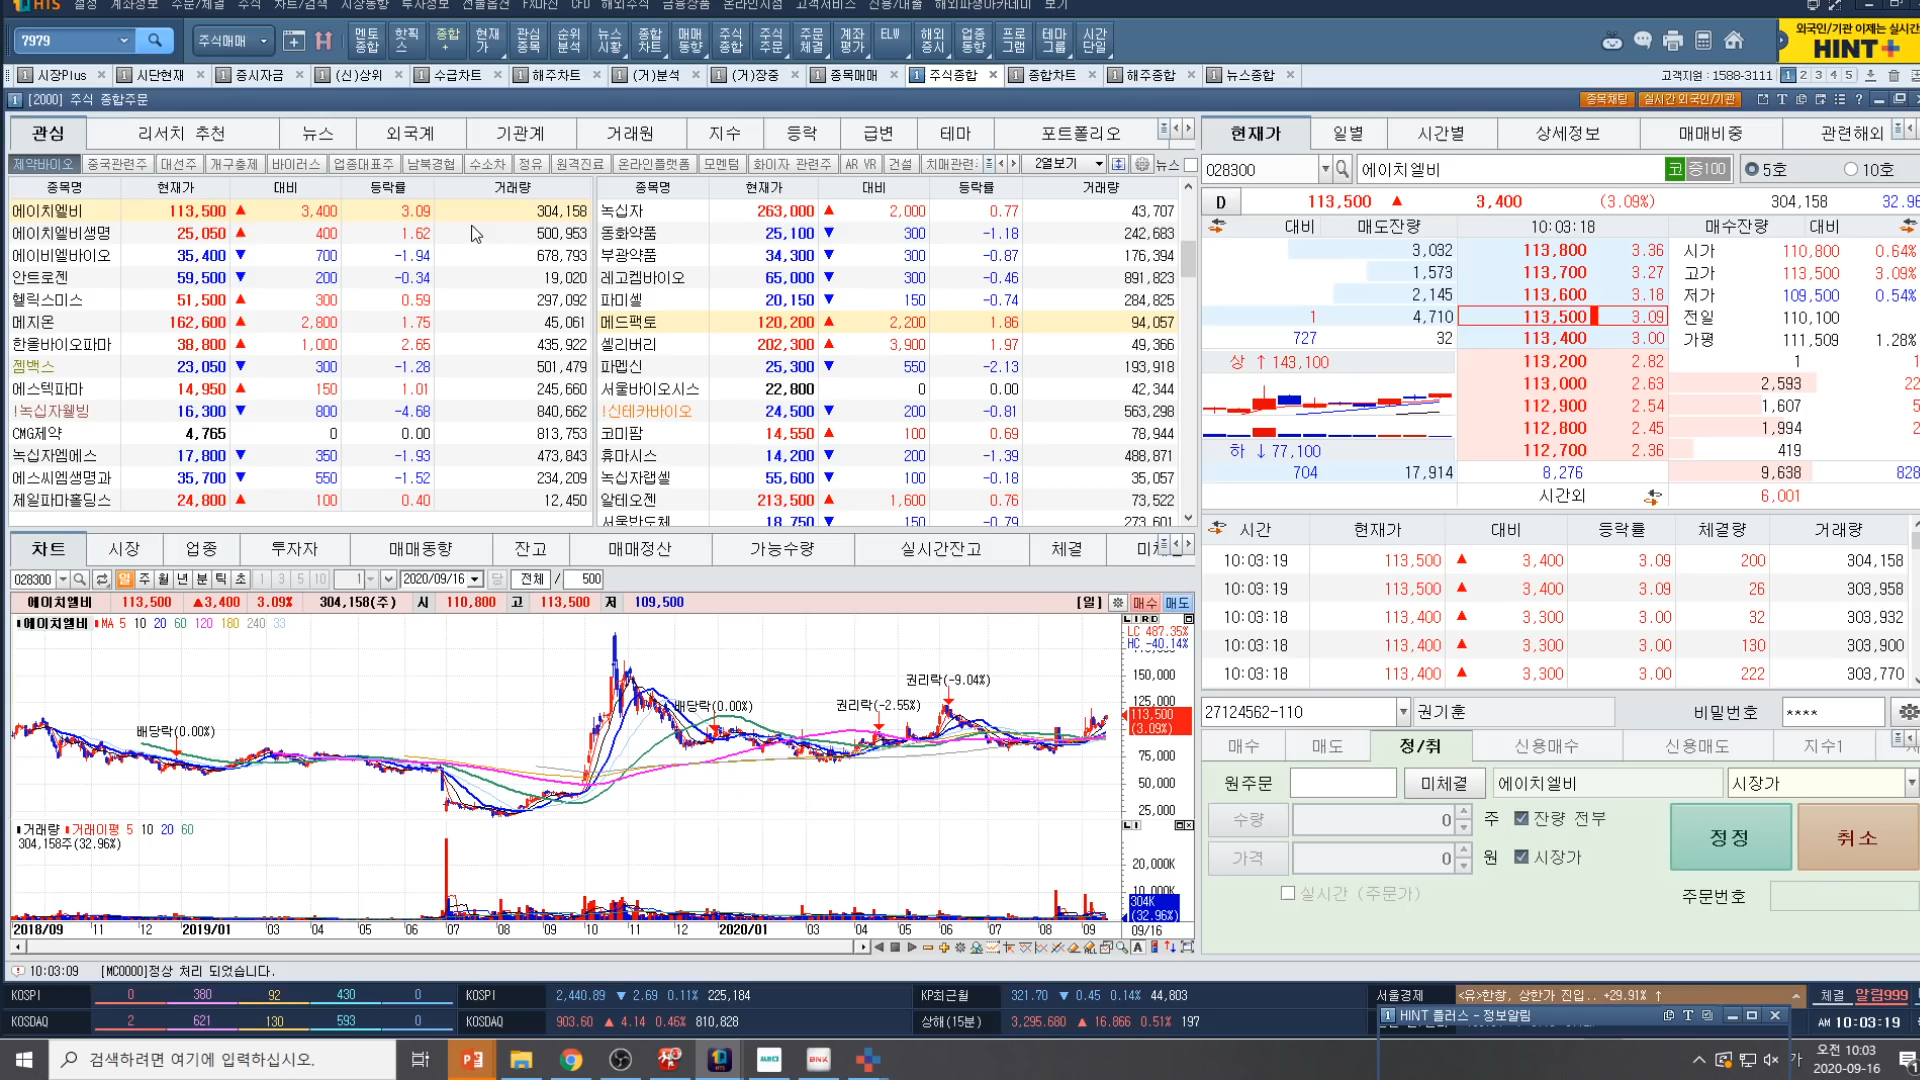 HTS 설정 계좌정보 주문/체결 주식 차트/검색 시장동향 투자정보 선물옵션 FX마진 CFD 해외주식 금융상품 온라인지점 고객서비스 신용/대출 해외파생아카데미 보기
7979 주식매매 멘토종합 핫픽스 종합+ 현재가 관심종목 순위분석 뉴스시황 종합차트 매매동향 주식종합 주식주문 주문체결 계좌평가 ELW 해외증시 업종동향 프로그램 테마그룹 시간단일
외국인/기관 이제는 실시간
HINT+
시장Plus 시단현재 증시자금 (신)상위 수급차트 해주차트 (거)분석 (거)장중 종목매매 주식종합 종합차트 해주종합 뉴스종합 고객지원 : 1588-3111 1 2 3 4 5
[2000] 주식 종합주문 종목채팅 실시간 외국인/기관
관심 리서치 추천 뉴스 외국계 기관계 거래원 지수 등락 급변 테마 포트폴리오
제약바이오 중국관련주 대선주 개구충제 바이러스 업종대표주 남북경협 수소차 정유 원격진료 온라인플랫폼 모멘텀 화이자 관련주 AR VR 건설 치매관련 2열보기 뉴스
종목명 현재가 대비 등락률 거래량 종목명 현재가 대비 등락률 거래량
에이치엘비 113,500 ▲ 3,400 3.09 304,158 녹십자 263,000 ▲ 2,000 0.77 43,707
에이치엘비생명 25,050 ▲ 400 1.62 500,953 동화약품 25,100 ▼ 300 -1.18 242,683
에이비엘바이오 35,400 ▼ 700 -1.94 678,793 부광약품 34,300 ▼ 300 -0.87 176,394
안트로젠 59,500 ▼ 200 -0.34 19,020 레고켐바이오 65,000 ▼ 300 -0.46 891,823
헬릭스미스 51,500 ▲ 300 0.59 297,092 파미셀 20,150 ▼ 150 -0.74 284,825
메지온 162,600 ▲ 2,800 1.75 45,061 메드팩토 120,200 ▲ 2,200 1.86 94,057
한올바이오파마 38,800 ▲ 1,000 2.65 435,922 셀리버리 202,300 ▲ 3,900 1.97 49,366
젬백스 23,050 ▼ 300 -1.28 501,479 파멥신 25,300 ▼ 550 -2.13 193,918
에스텍파마 14,950 ▲ 150 1.01 245,660 서울바이오시스 22,800 0 0.00 42,344
!녹십자웰빙 16,300 ▼ 800 -4.68 840,662 !신테카바이오 24,500 ▼ 200 -0.81 563,298
CMG제약 4,765 0 0.00 813,753 코미팜 14,550 ▲ 100 0.69 78,944
녹십자엠에스 17,800 ▼ 350 -1.93 473,843 휴마시스 14,200 ▼ 200 -1.39 488,871
에스씨엠생명과 35,700 ▼ 550 -1.52 234,209 녹십자랩셀 55,600 ▼ 100 -0.18 35,057
제일파마홀딩스 24,800 ▲ 100 0.40 12,450 알테오젠 213,500 ▲ 1,600 0.76 73,522
서울반도체 18,750 ▼ 150 -0.79 273,601
현재가 일별 시간별 상세정보 매매비중 관련해외
028300 에이치엘비 코 증100 5호 10호
D 113,500 ▲ 3,400 (3.09%) 304,158 32.96
대비 매도잔량 10:03:18 매수잔량 대비
3,032 113,800 3.36 시가 110,800 0.64%
1,573 113,700 3.27 고가 113,500 3.09%
2,145 113,600 3.18 저가 109,500 0.54%
1 4,710 113,500 3.09 전일 110,100
727 32 113,400 3.00 가평 111,509 1.28%
상 ↑ 143,100 113,200 2.82 1
113,000 2.63 2,593
112,900 2.54 1,607
112,800 2.45 1,994
하 ↓ 77,100 112,700 2.36 419
704 17,914 8,276 9,638 828
시간외 6,001
시간 현재가 대비 등락률 체결량 거래량
10:03:19 113,500 ▲ 3,400 3.09 200 304,158
10:03:19 113,500 ▲ 3,400 3.09 26 303,958
10:03:18 113,400 ▲ 3,300 3.00 32 303,932
10:03:18 113,400 ▲ 3,300 3.00 130 303,900
10:03:18 113,400 ▲ 3,300 3.00 222 303,770
차트 시장 업종 투자자 매매동향 잔고 매매정산 가능수량 실시간잔고 체결
028300 일 주 월 년 분 틱 초 1 3 5 10 1 2020/09/16 당 전체 / 500
에이치엘비 113,500 ▲3,400 3.09% 304,158(주) 시 110,800 고 113,500 저 109,500 [일] 매수 매도
에이치엘비 MA 5 10 20 60 120 180 240 33
LC 487.35%
HC -40.14%
배당락(0.00%) 배당락(0.00%) 권리락(-2.55%) 권리락(-9.04%)
150,000
125,000
113,500
(3.09%)
75,000
50,000
25,000
거래량 거래이평 5 10 20 60
304,158주(32.96%)
20,000K
10,000K
304K
(32.96%)
2018/09 11 12 2019/01 03 04 05 06 07 08 09 10 11 12 2020/01 03 04 05 06 07 08 09 09/16
27124562-110 권기훈 비밀번호 ****
매수 매도 정/취 신용매수 신용매도 지수1
원주문 미체결 에이치엘비 시장가
수량 0 주 잔량 전부
가격 0 원 시장가
정정 취소
실시간 (주문가) 주문번호
10:03:09 [MC0000]정상 처리 되었습니다.
KOSPI 0 380 92 430 0 KOSPI 2,440.89 ▼ 2.69 0.11% 225,184 KP최근월 321.70 ▼ 0.45 0.14% 44,803 서울경제 <유>한창, 상한가 진입.. +29.91% ↑ 체결 알림999
KOSDAQ 2 621 130 593 0 KOSDAQ 903.60 ▲ 4.14 0.46% 810,828 상해(15분) 3,295.680 ▲ 16.866 0.51% 197 HINT 플러스 - 정보알림 AM 10:03:19
검색하려면 여기에 입력하십시오.
가 오전 10:03
2020-09-16